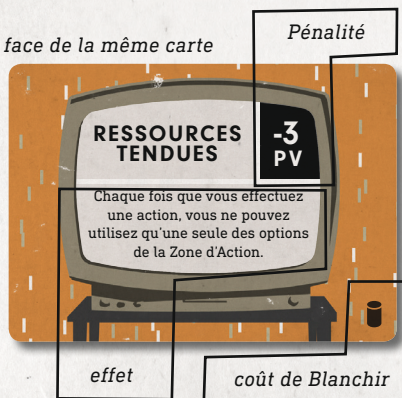 Pénalité
face de la même carte
RESSOURCES
TENDUES
-3
PV
Chaque fois que vous effectuez
une action, vous ne pouvez
utilisez qu'une seule des options
de la Zone d'Action.
effet
coût de Blanchir